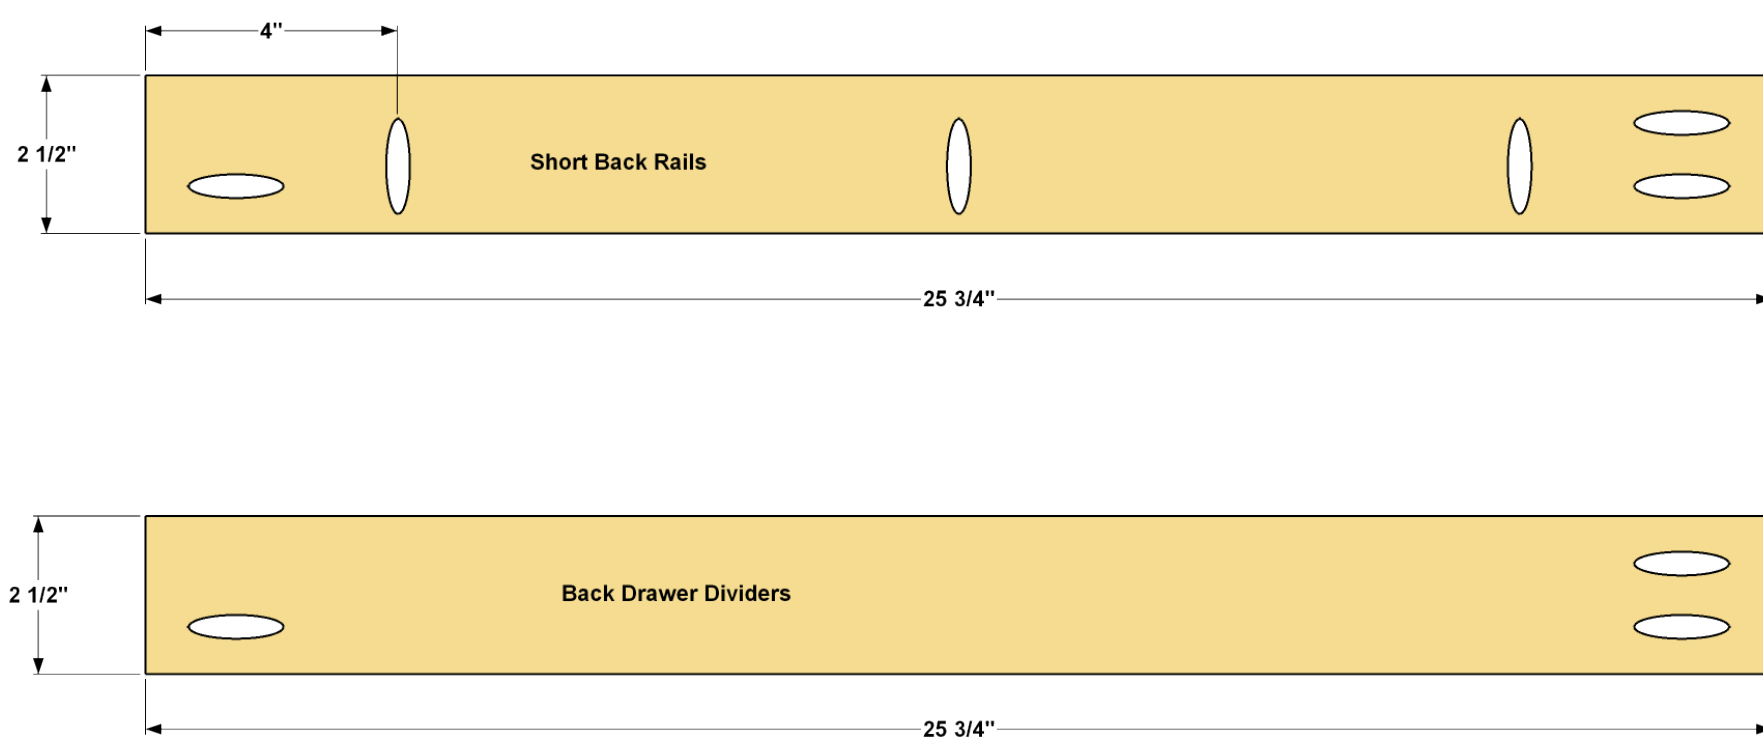 4"
2 1/2"
Short Back Rails
25 3/4"
2 1/2"
Back Drawer Dividers
25 3/4"